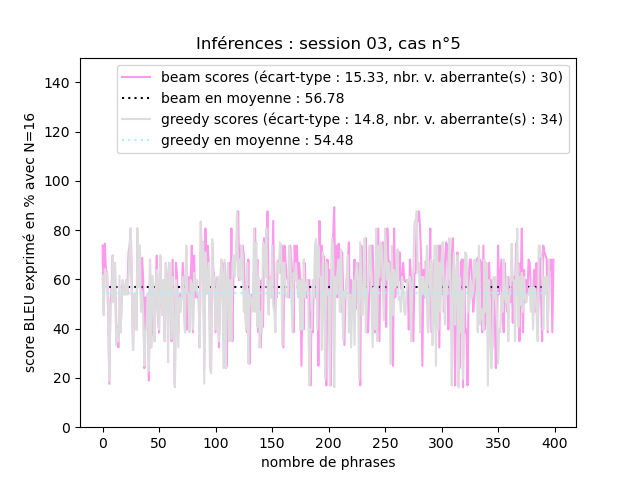 Inférences : session 03, cas n°5
beam scores (écart-type : 15.33, nbr. v. aberrante(s) : 30)
beam en moyenne : 56.78
greedy scores (écart-type : 14.8, nbr. v. aberrante(s) : 34)
greedy en moyenne : 54.48
score BLEU exprimé en % avec N=16
140
120
100
80
60
40
20
0
0 50 100 150 200 250 300 350 400
nombre de phrases